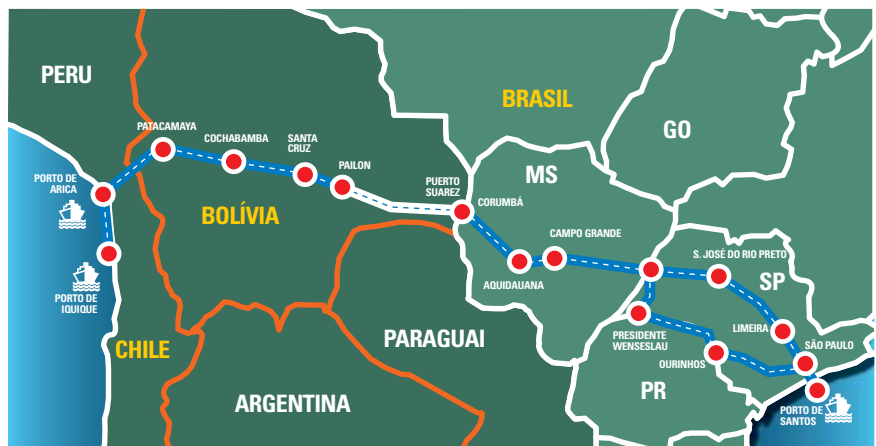 PERU
BRASIL
GO
PATACAMAYA
COCHABAMBA
SANTA
CRUZ
PAILON
PORTO DE
ARICA
BOLÍVIA
PUERTO
SUAREZ
CORUMBÁ
MS
CAMPO GRANDE
AQUIDAUANA
S. JOSÉ DO RIO PRETO
SP
PORTO DE
IQUIQUE
CHILE
PARAGUAI
PRESIDENTE
WENSESLAU
LIMEIRA
SÃO PAULO
OURINHOS
PR
ARGENTINA
PORTO DE
SANTOS